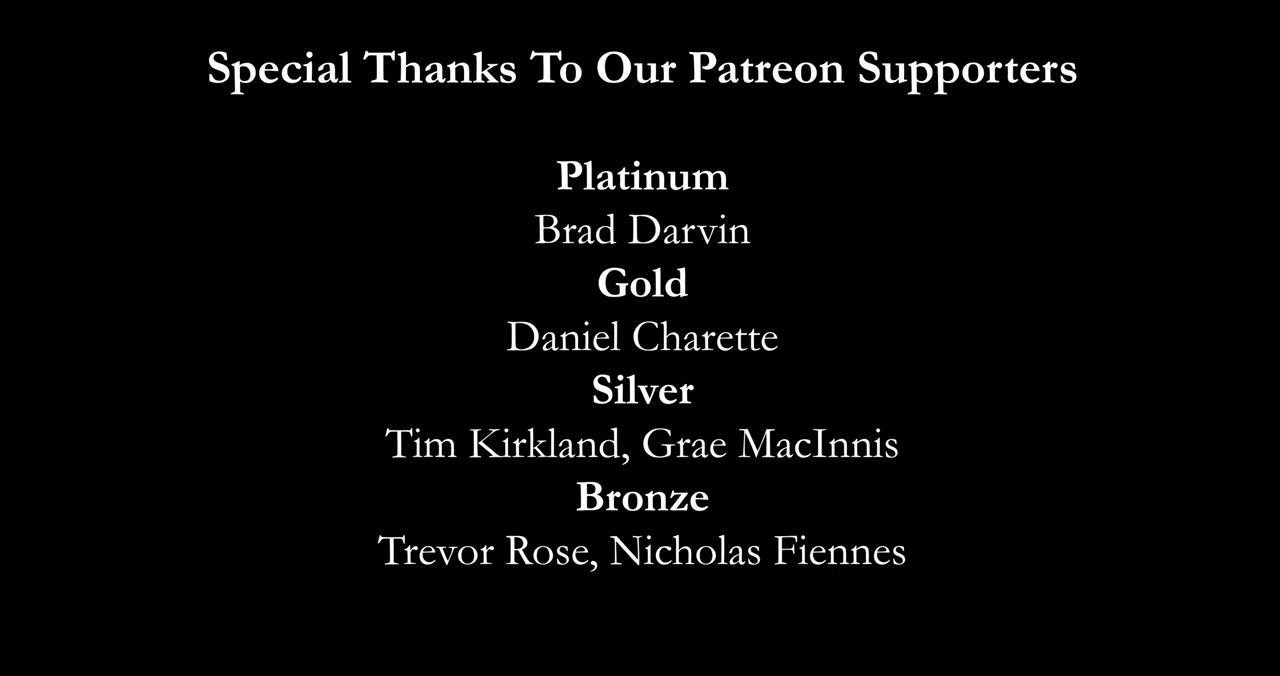 Special Thanks To Our Patreon Supporters
Platinum
Brad Darvin
Gold
Daniel Charette
Silver
Tim Kirkland, Grae MacInnis
Bronze
Trevor Rose, Nicholas Fiennes